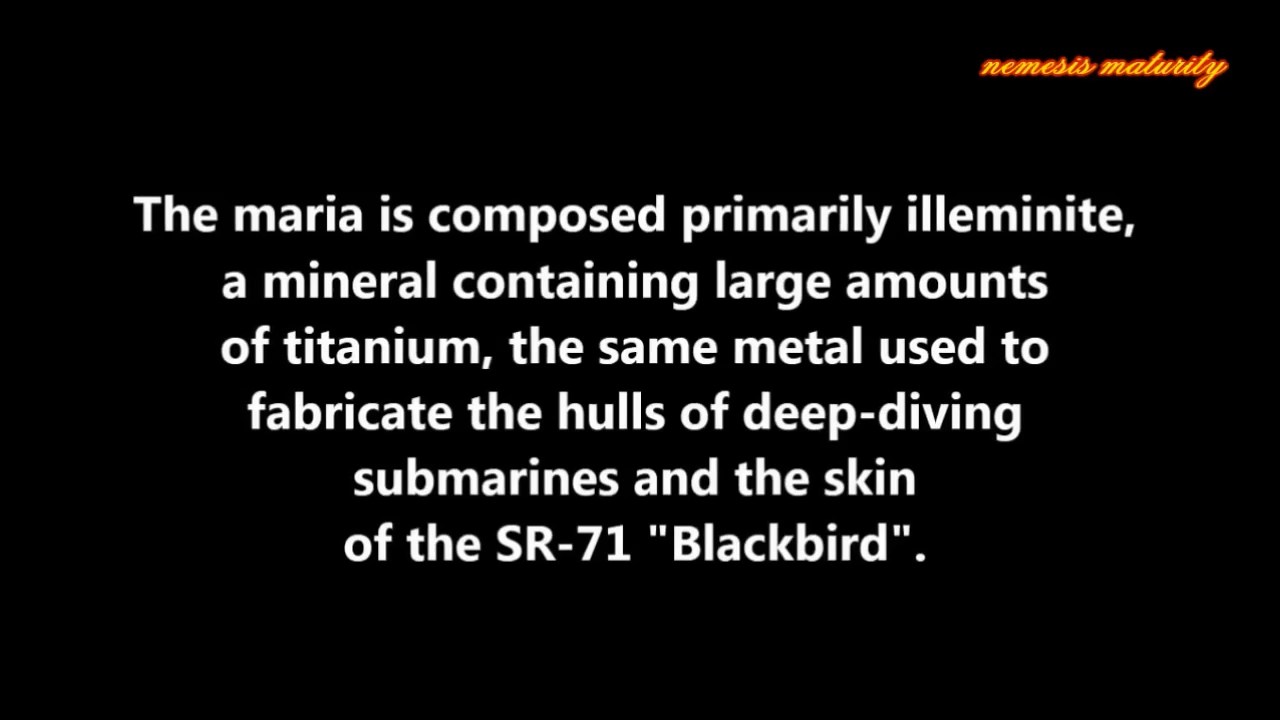 nemesis maturity
The maria is composed primarily illeminite,
a mineral containing large amounts
of titanium, the same metal used to
fabricate the hulls of deep-diving
submarines and the skin
of the SR-71 "Blackbird".